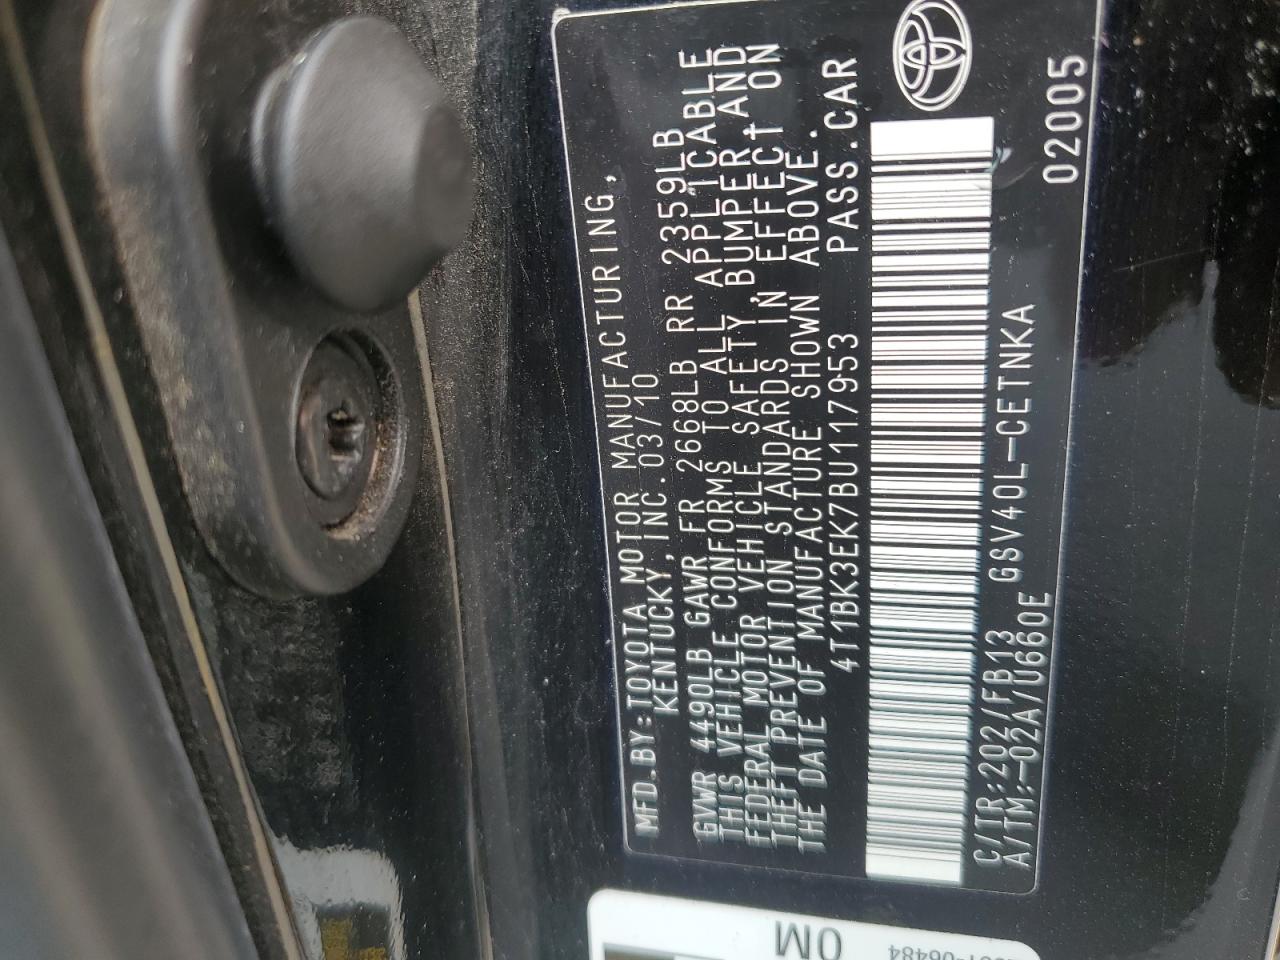 MFD.BY:TOYOTA MOTOR MANUFACTURING,
KENTUCKY,INC.03/10
GVWR 4490LB GAWR FR 2668LB RR 2359LB
THIS VEHICLE CONFORMS TO ALL APPLICABLE
FEDERAL MOTOR VEHICLE SAFETY, BUMPER, AND
THEFT PREVENTION STANDARDS IN EFFECT ON
THE DATE OF MANUFACTURE SHOWN ABOVE.
4T1BK3EK7BU117953 PASS.CAR
C/TR:202/FB13 GSV40L-CETNKA
A/TM:-02A/U660E
02005
OM
-06484